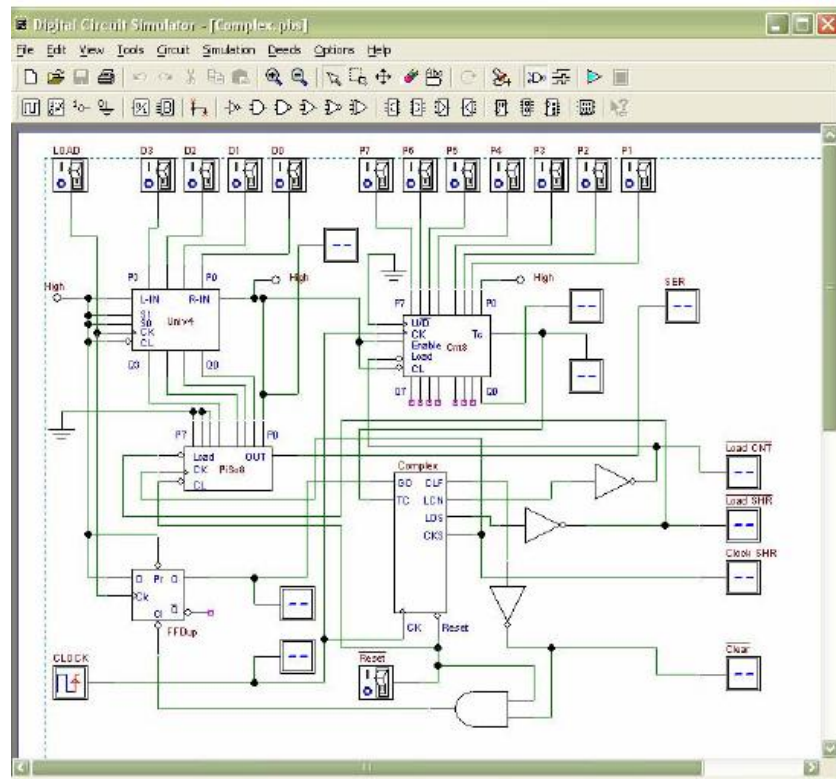 Digital Circuit Simulator - [Complex.pbs]
File Edit View Tools Circuit Simulation Deeds Options Help
LOAD D3 D2 D1 D0 P7 P6 P5 P4 P3 P2 P1
High P3 P0 High High SER
L-IN R-IN
S1
S0
CK
CL
Univ4
Q3 Q0
P7 P0
U/D
CK
Enable
Load
CL
Tc
Cnt8
Q7 Q0
P7 P0
Load OUT
CK
CL
PiSo8
Complex
GO CLF
TC LCN
LDS
CKS
CK Reset
Load CNT
Load SHR
Clock SHR
Clear
D Pr Q
Ck
Cl Q
FFDup
CLOCK
Reset